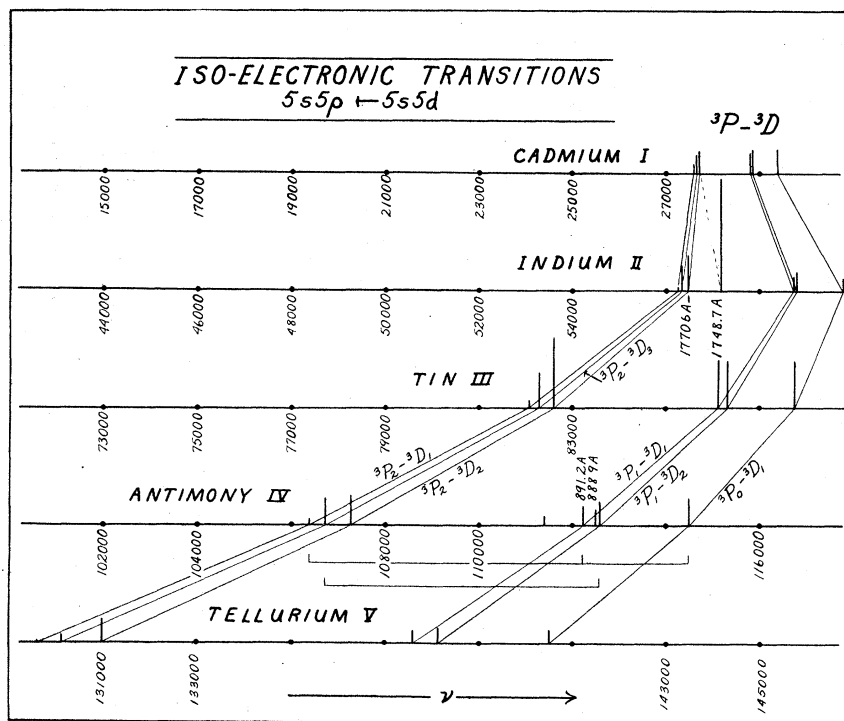 ISO-ELECTRONIC TRANSITIONS
5s5p ← 5s5d
³P-³D
CADMIUM I
15000 17000 19000 21000 23000 25000 27000
INDIUM II
44000 46000 48000 50000 52000 54000 1770.6A 1748.7A
³P₂-³D₃
TIN III
73000 75000 77000 79000 83000
³P₂-³D₁ ³P₂-³D₂ 891.2A 888.9A ³P₁-³D₁ ³P₁-³D₂ ³P₀-³D₁
ANTIMONY IV
102000 104000 108000 110000 116000
TELLURIUM V
131000 133000 143000 145000
ν